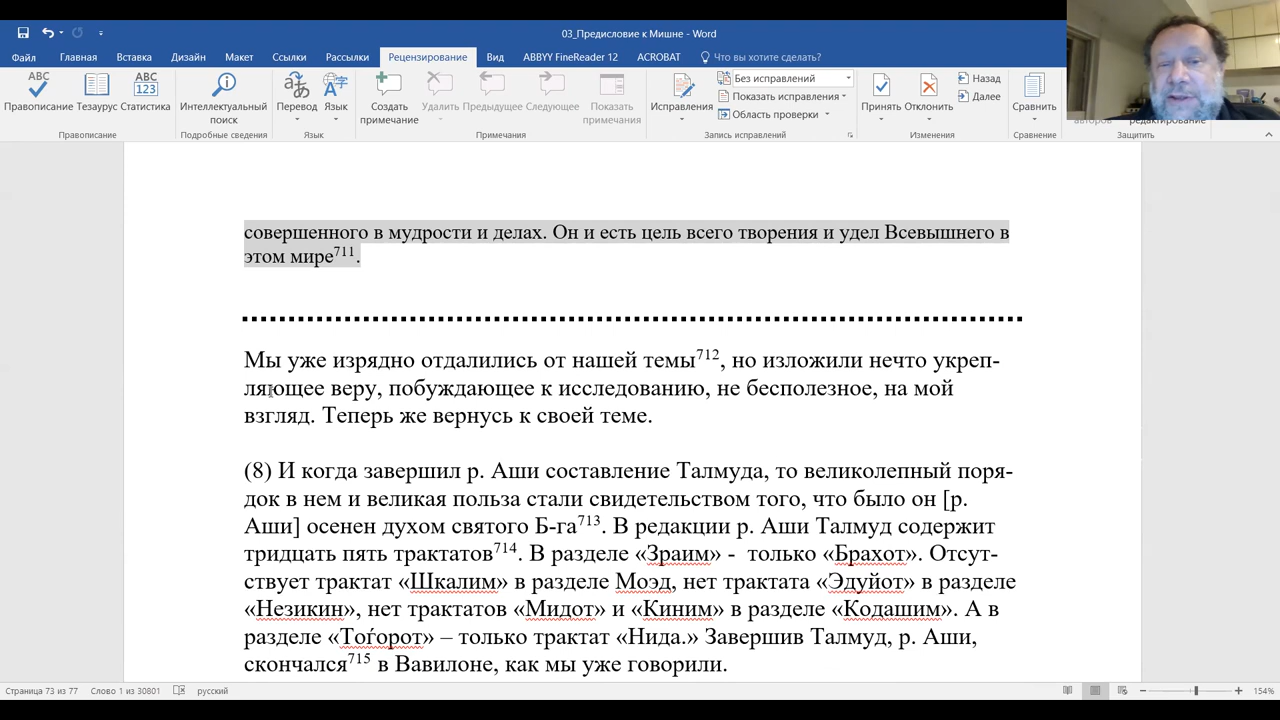 03_Предисловие к Мишне - Word
Файл Главная Вставка Дизайн Макет Ссылки Рассылки Рецензирование Вид ABBYY FineReader 12 ACROBAT Что вы хотите сделать?
ABC Правописание
Тезаурус
ABC 123 Статистика
Интеллектуальный поиск
Перевод
Язык
Создать примечание
Удалить
Предыдущее
Следующее
Показать примечания
Исправления
Без исправлений
Показать исправления
Область проверки
Принять
Отклонить
Назад
Далее
Сравнить
авторов
редактирование
Правописание Подробные сведения Язык Примечания Запись исправлений Изменения Сравнение Защитить
совершенного в мудрости и делах. Он и есть цель всего творения и удел Всевышнего в
этом мире711.
Мы уже изрядно отдалились от нашей темы712, но изложили нечто укреп-
ляющее веру, побуждающее к исследованию, не бесполезное, на мой
взгляд. Теперь же вернусь к своей теме.
(8) И когда завершил р. Аши составление Талмуда, то великолепный поря-
док в нем и великая польза стали свидетельством того, что было он [р.
Аши] осенен духом святого Б-га713. В редакции р. Аши Талмуд содержит
тридцать пять трактатов714. В разделе «Зраим» - только «Брахот». Отсут-
ствует трактат «Шкалим» в разделе Моэд, нет трактата «Эдуйот» в разделе
«Незикин», нет трактатов «Мидот» и «Киним» в разделе «Кодашим». А в
разделе «Тоѓорот» – только трактат «Нида.» Завершив Талмуд, р. Аши,
скончался715 в Вавилоне, как мы уже говорили.
Страница 73 из 77 Слово 1 из 30801 русский 154%